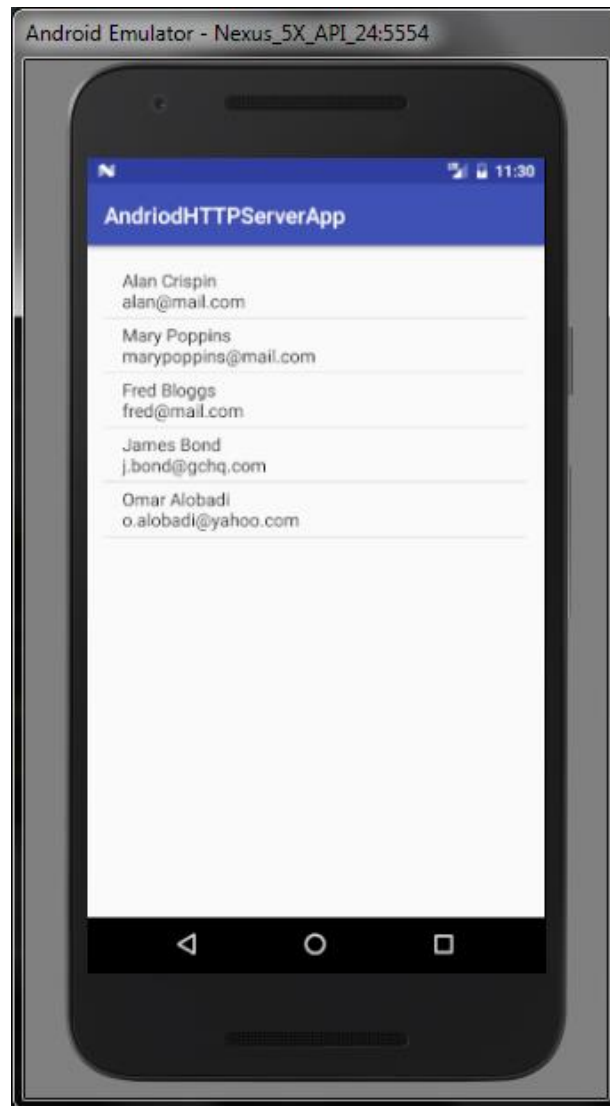 Android Emulator - Nexus_5X_API_24:5554
11:30
AndriodHTTPServerApp
Alan Crispin
alan@mail.com
Mary Poppins
marypoppins@mail.com
Fred Bloggs
fred@mail.com
James Bond
j.bond@gchq.com
Omar Alobadi
o.alobadi@yahoo.com